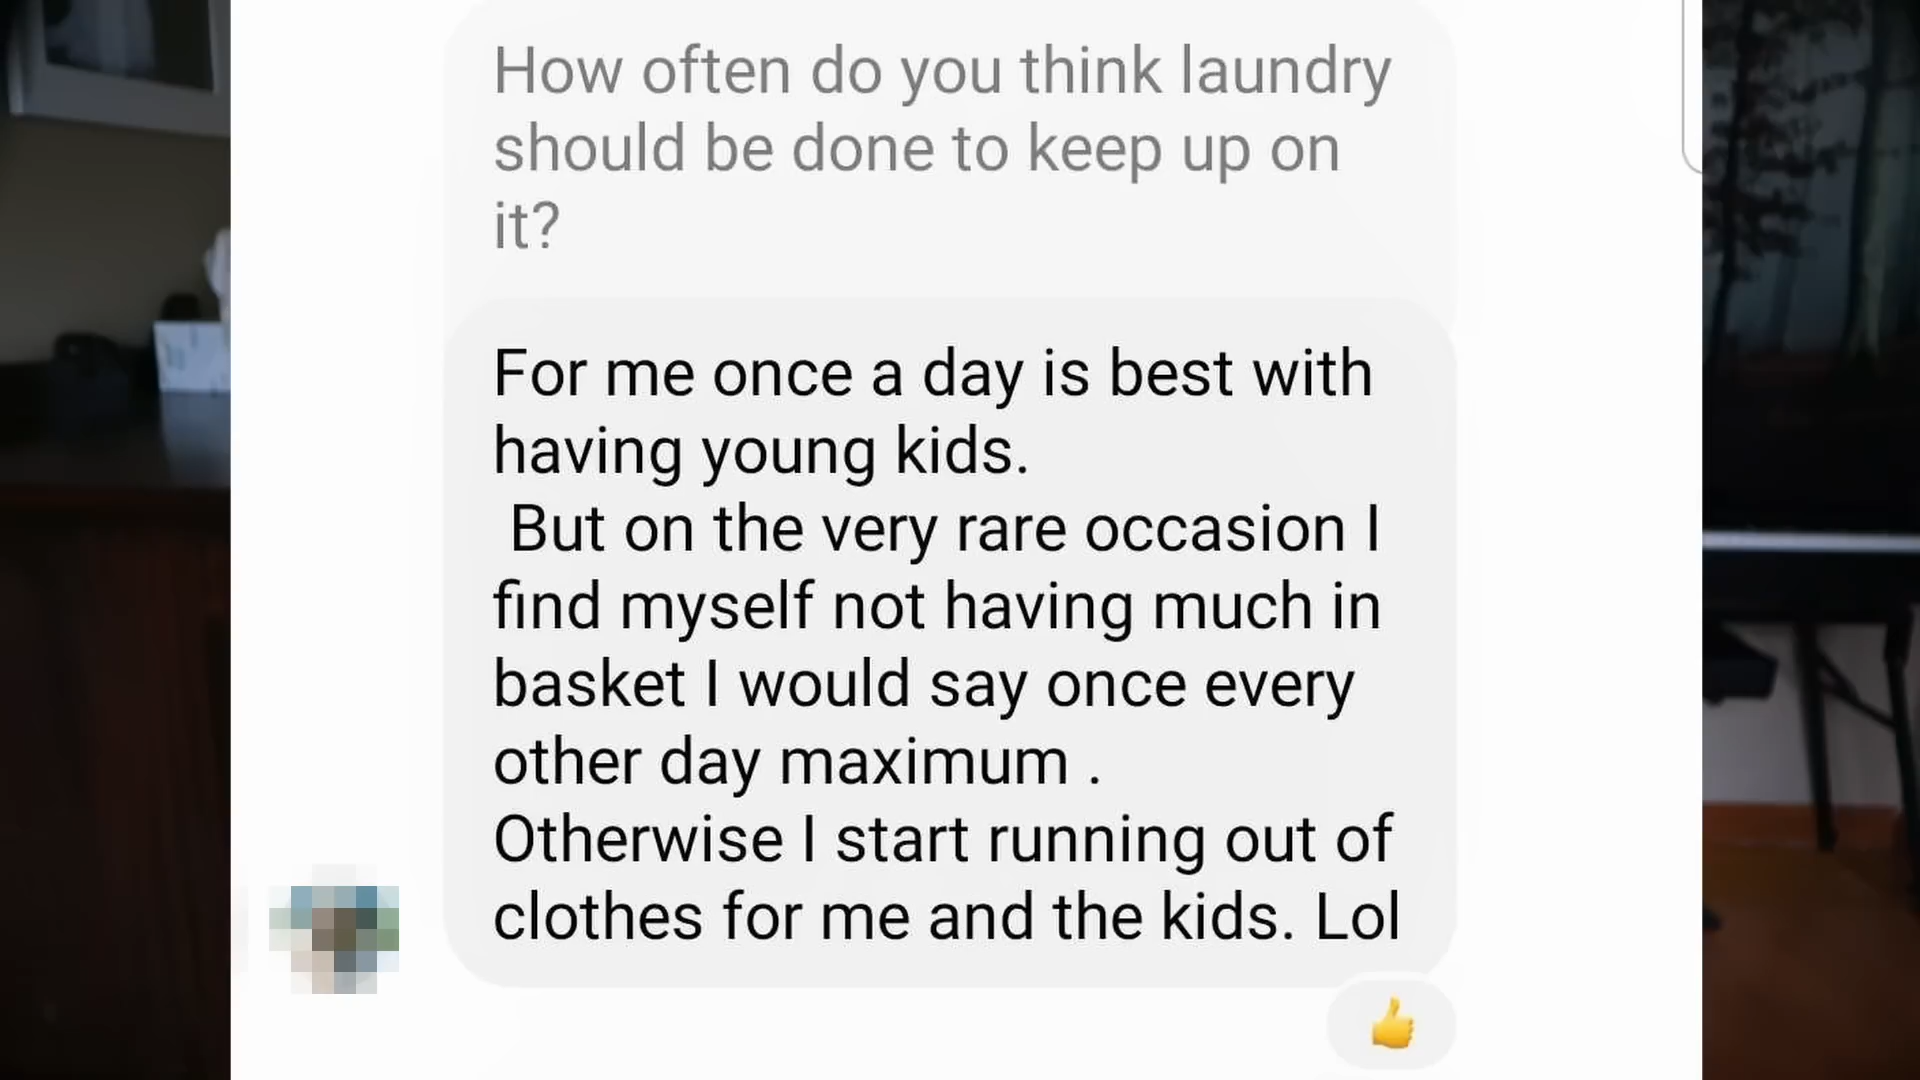 How often do you think laundry
should be done to keep up on
it?
For me once a day is best with
having young kids.
But on the very rare occasion I
find myself not having much in
basket I would say once every
other day maximum .
Otherwise I start running out of
clothes for me and the kids. Lol